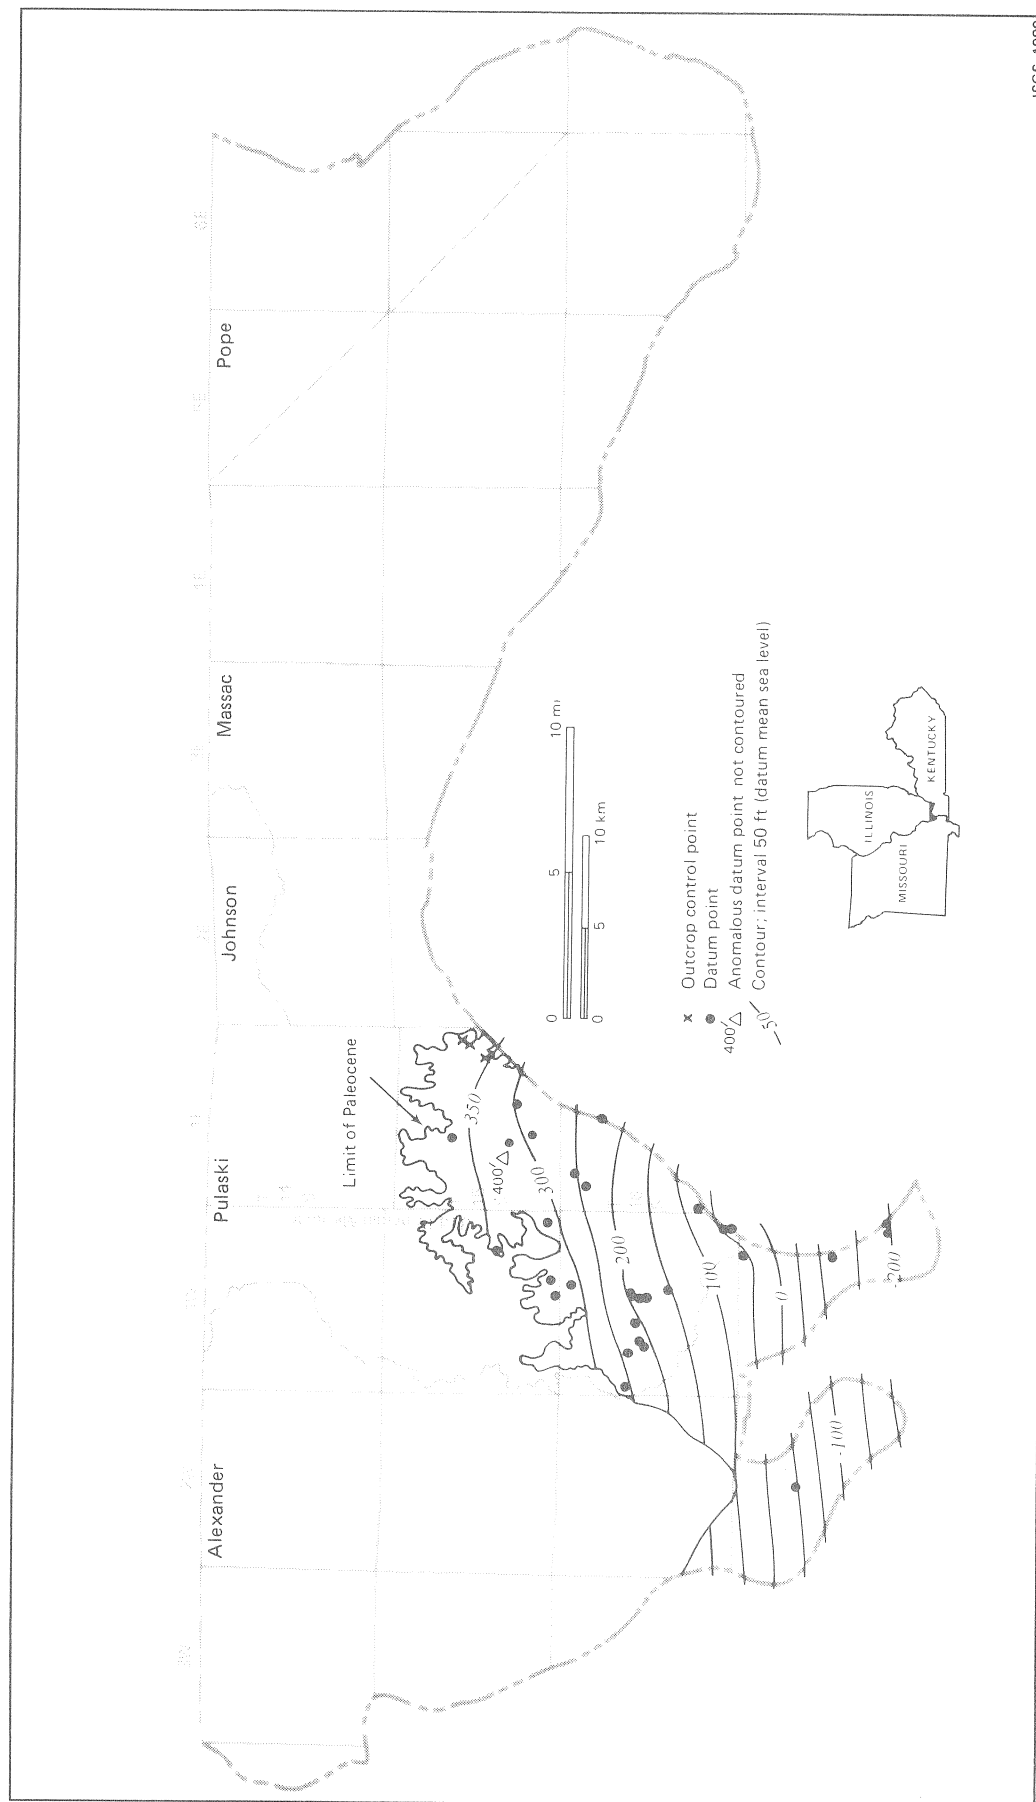 Alexander
Pulaski
Johnson
Massac
Pope
Limit of Paleocene
350
400'
300
200
100
0
-100
-200
0 5 10 mi
0 5 10 km
Outcrop control point
Datum point
400' Anomalous datum point not contoured
-50- Contour; interval 50 ft (datum mean sea level)
MISSOURI
ILLINOIS
KENTUCKY